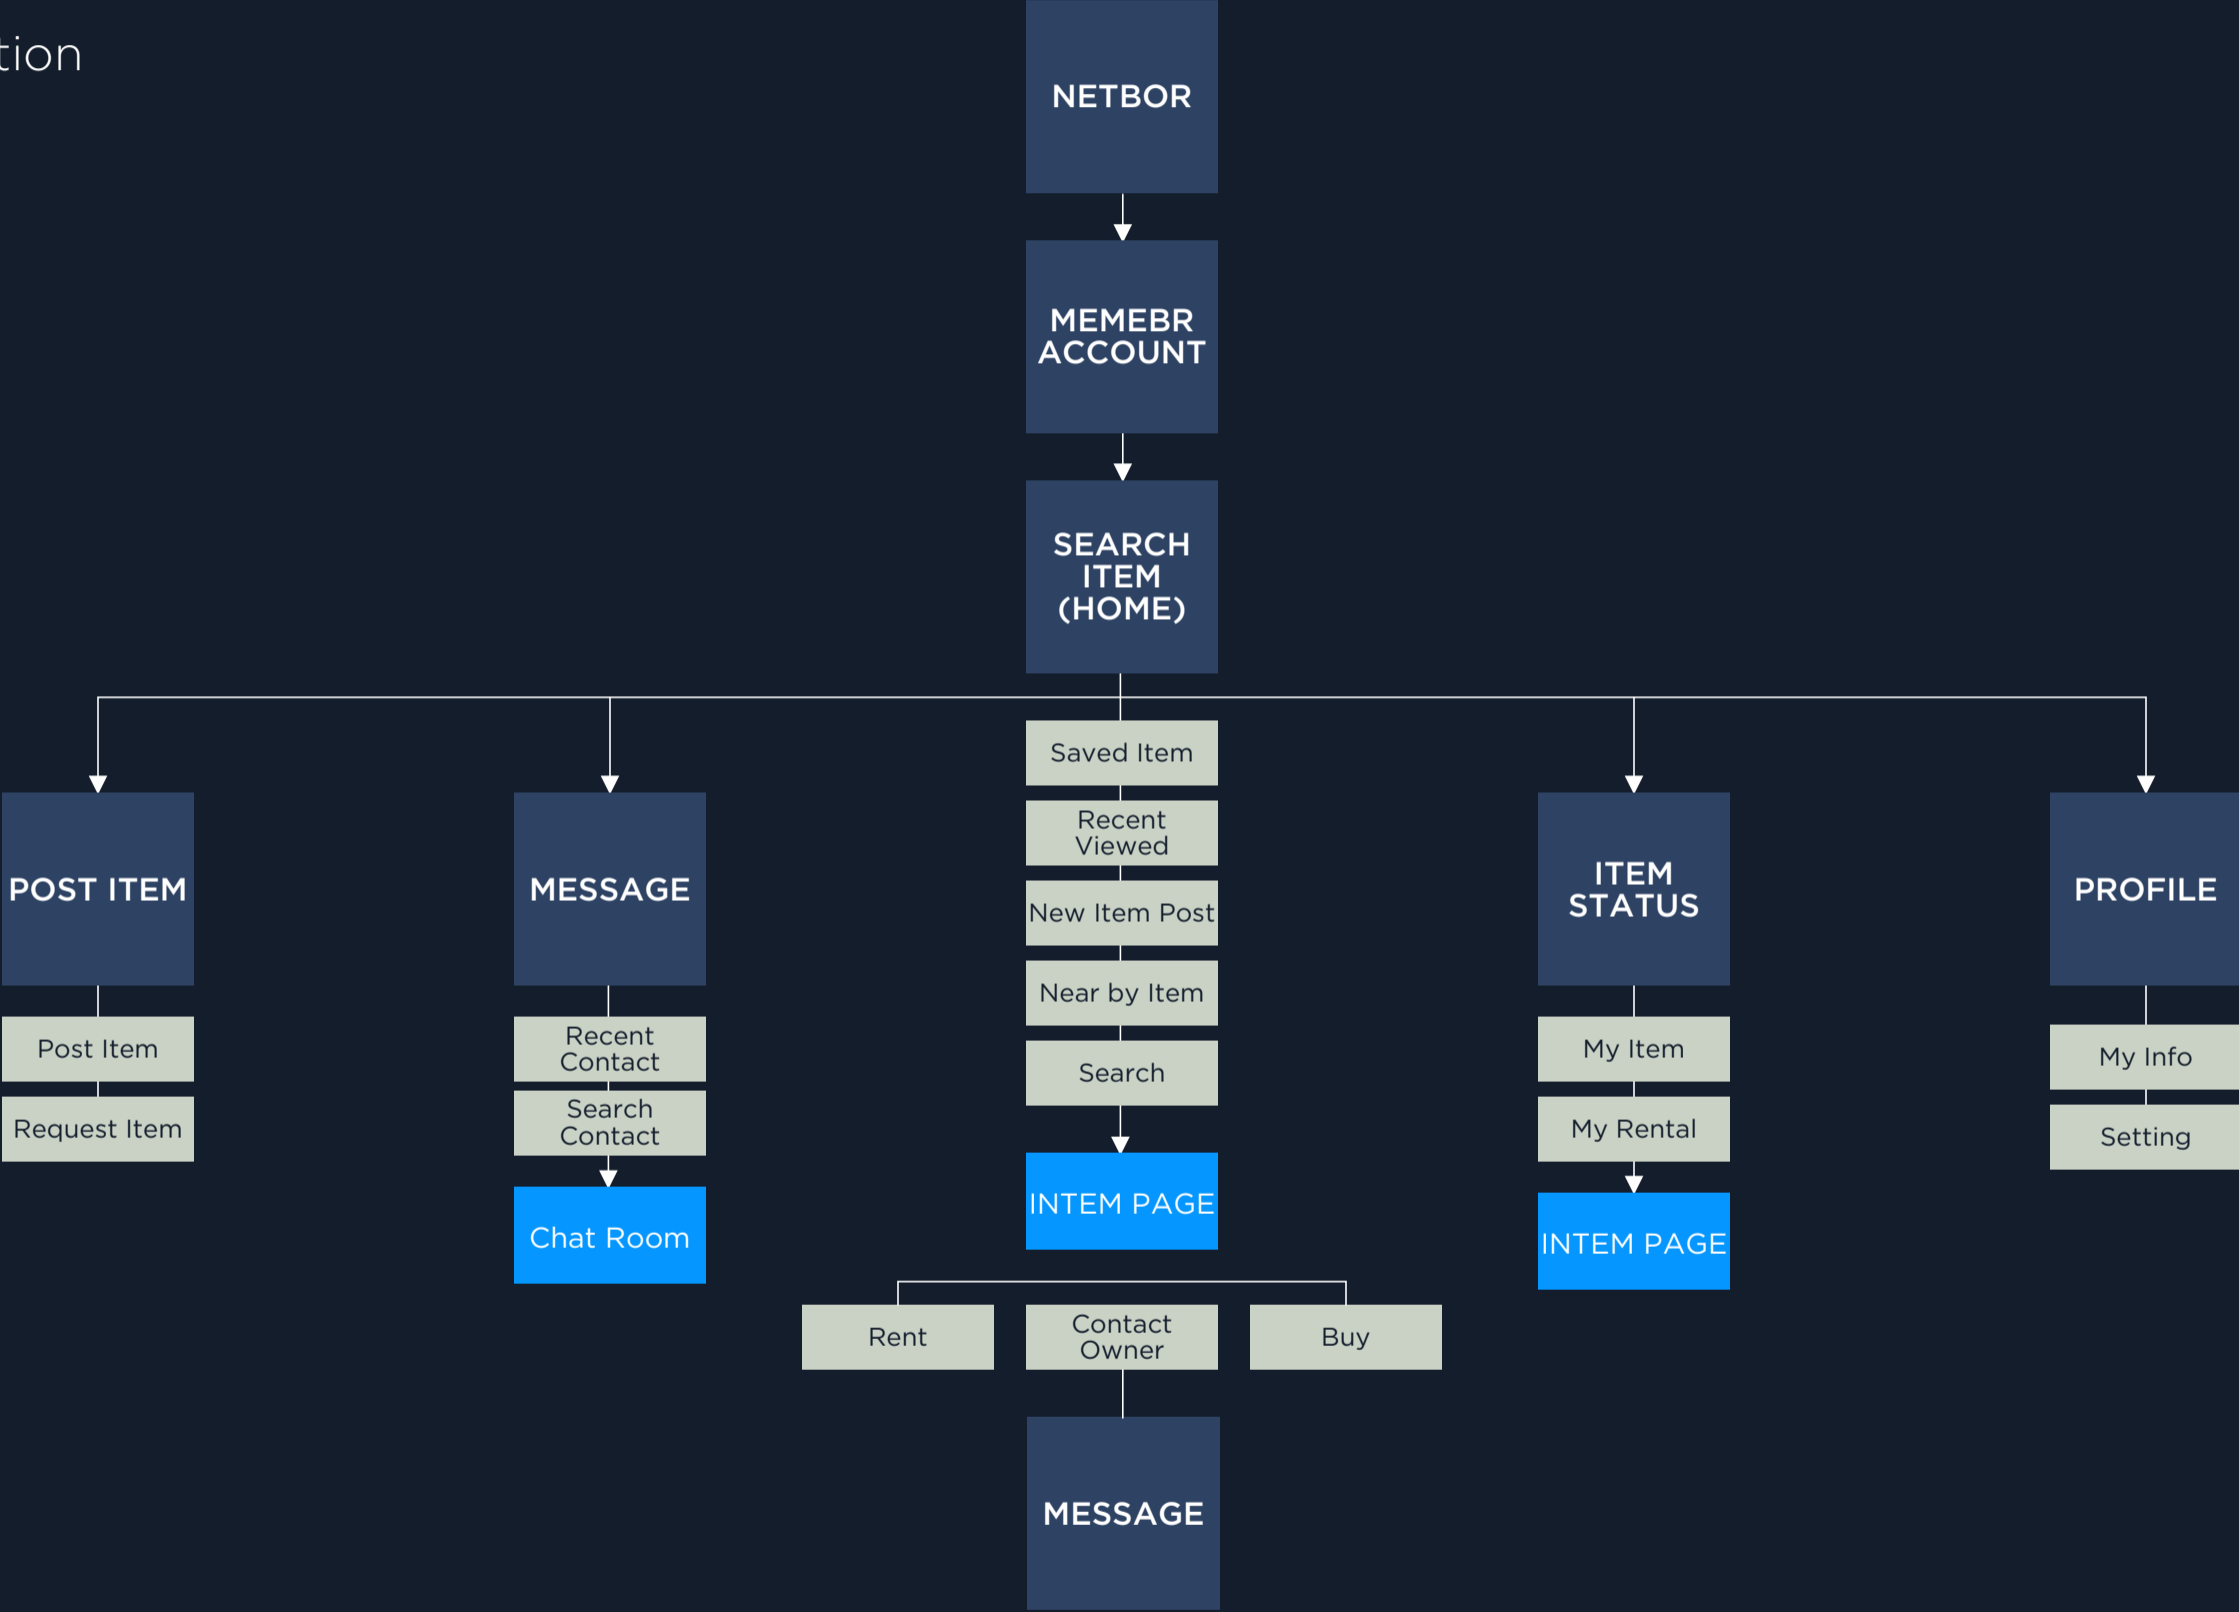 tion
NETBOR
MEMEBR
ACCOUNT
SEARCH
ITEM
(HOME)
POST ITEM
Post Item
Request Item
MESSAGE
Recent
Contact
Search
Contact
Chat Room
Saved Item
Recent
Viewed
New Item Post
Near by Item
Search
INTEM PAGE
Rent
Contact
Owner
Buy
MESSAGE
ITEM
STATUS
My Item
My Rental
INTEM PAGE
PROFILE
My Info
Setting